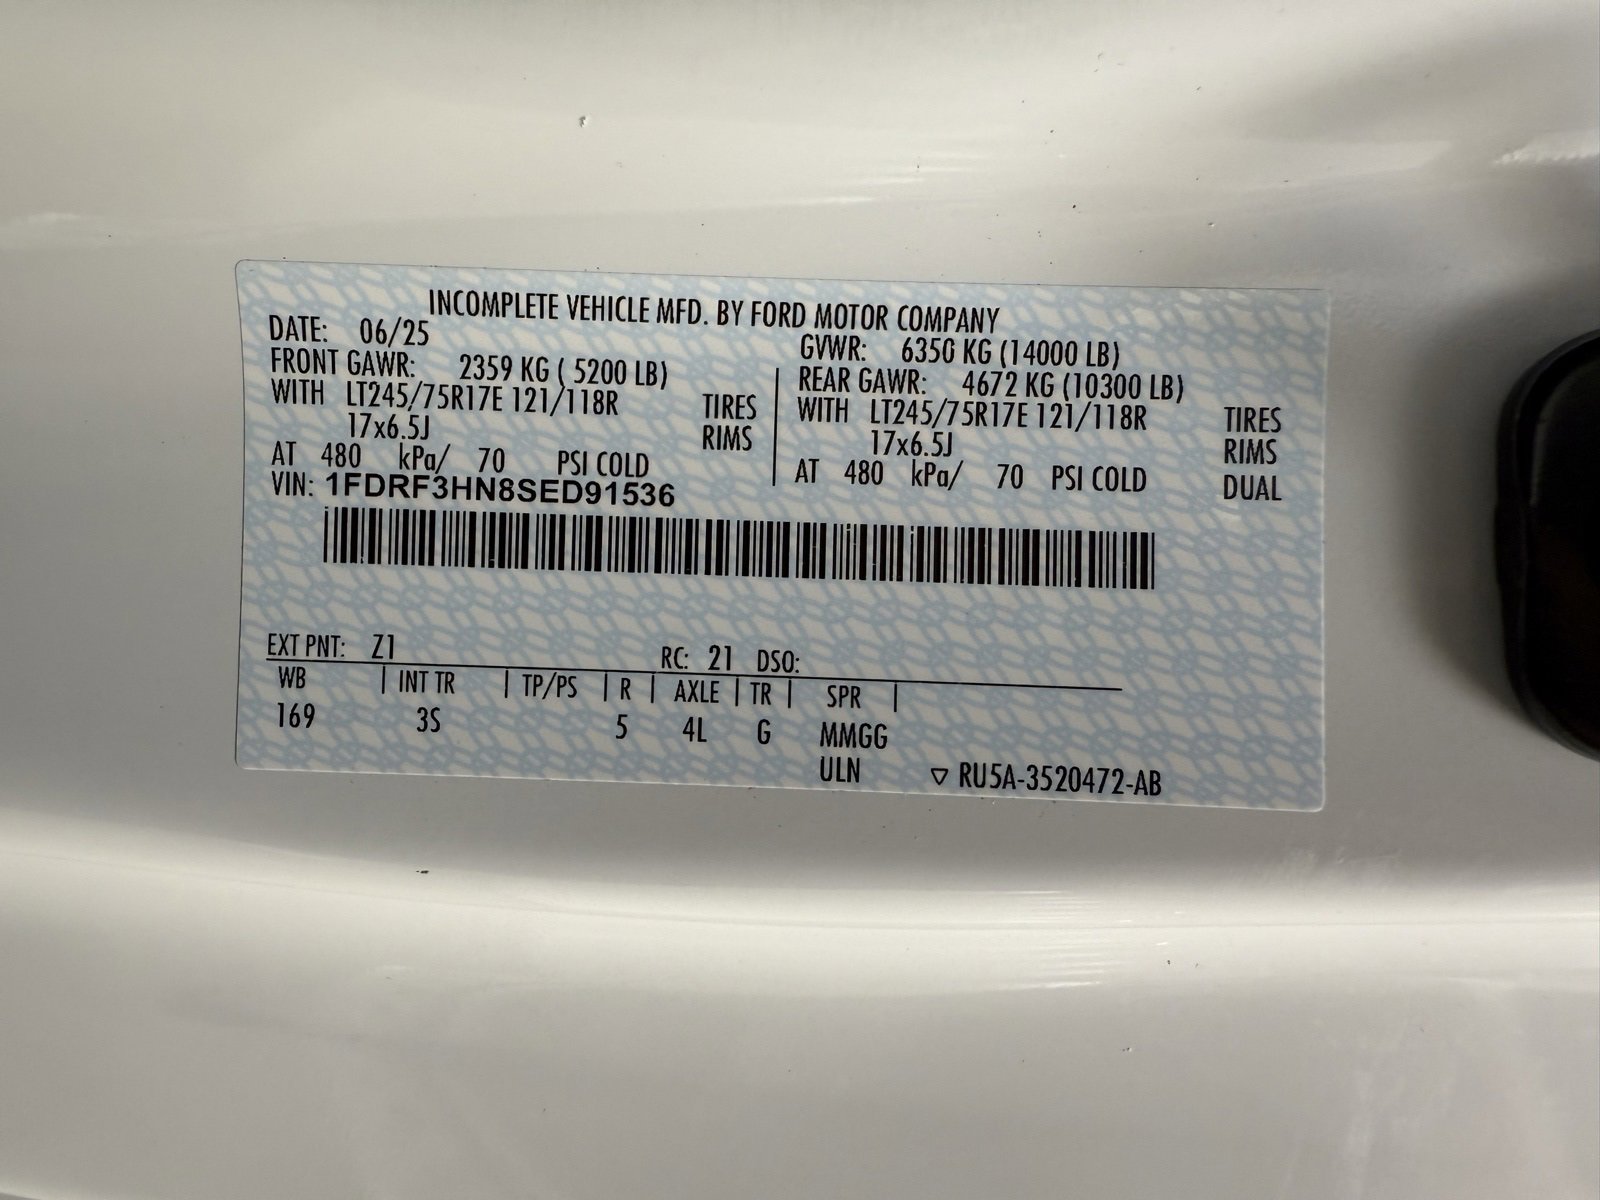 INCOMPLETE VEHICLE MFD. BY FORD MOTOR COMPANY
DATE: 06/25 GVWR: 6350 KG (14000 LB)
FRONT GAWR: 2359 KG ( 5200 LB) REAR GAWR: 4672 KG (10300 LB)
WITH LT245/75R17E 121/118R TIRES WITH LT245/75R17E 121/118R TIRES
17x6.5J RIMS 17x6.5J RIMS
AT 480 kPa/ 70 PSI COLD AT 480 kPa/ 70 PSI COLD DUAL
VIN: 1FDRF3HN8SED91536
EXT PNT: Z1 RC: 21 DSO:
WB | INT TR | TP/PS | R | AXLE | TR | SPR |
169 3S 5 4L G MMGG
ULN ▽ RU5A-3520472-AB